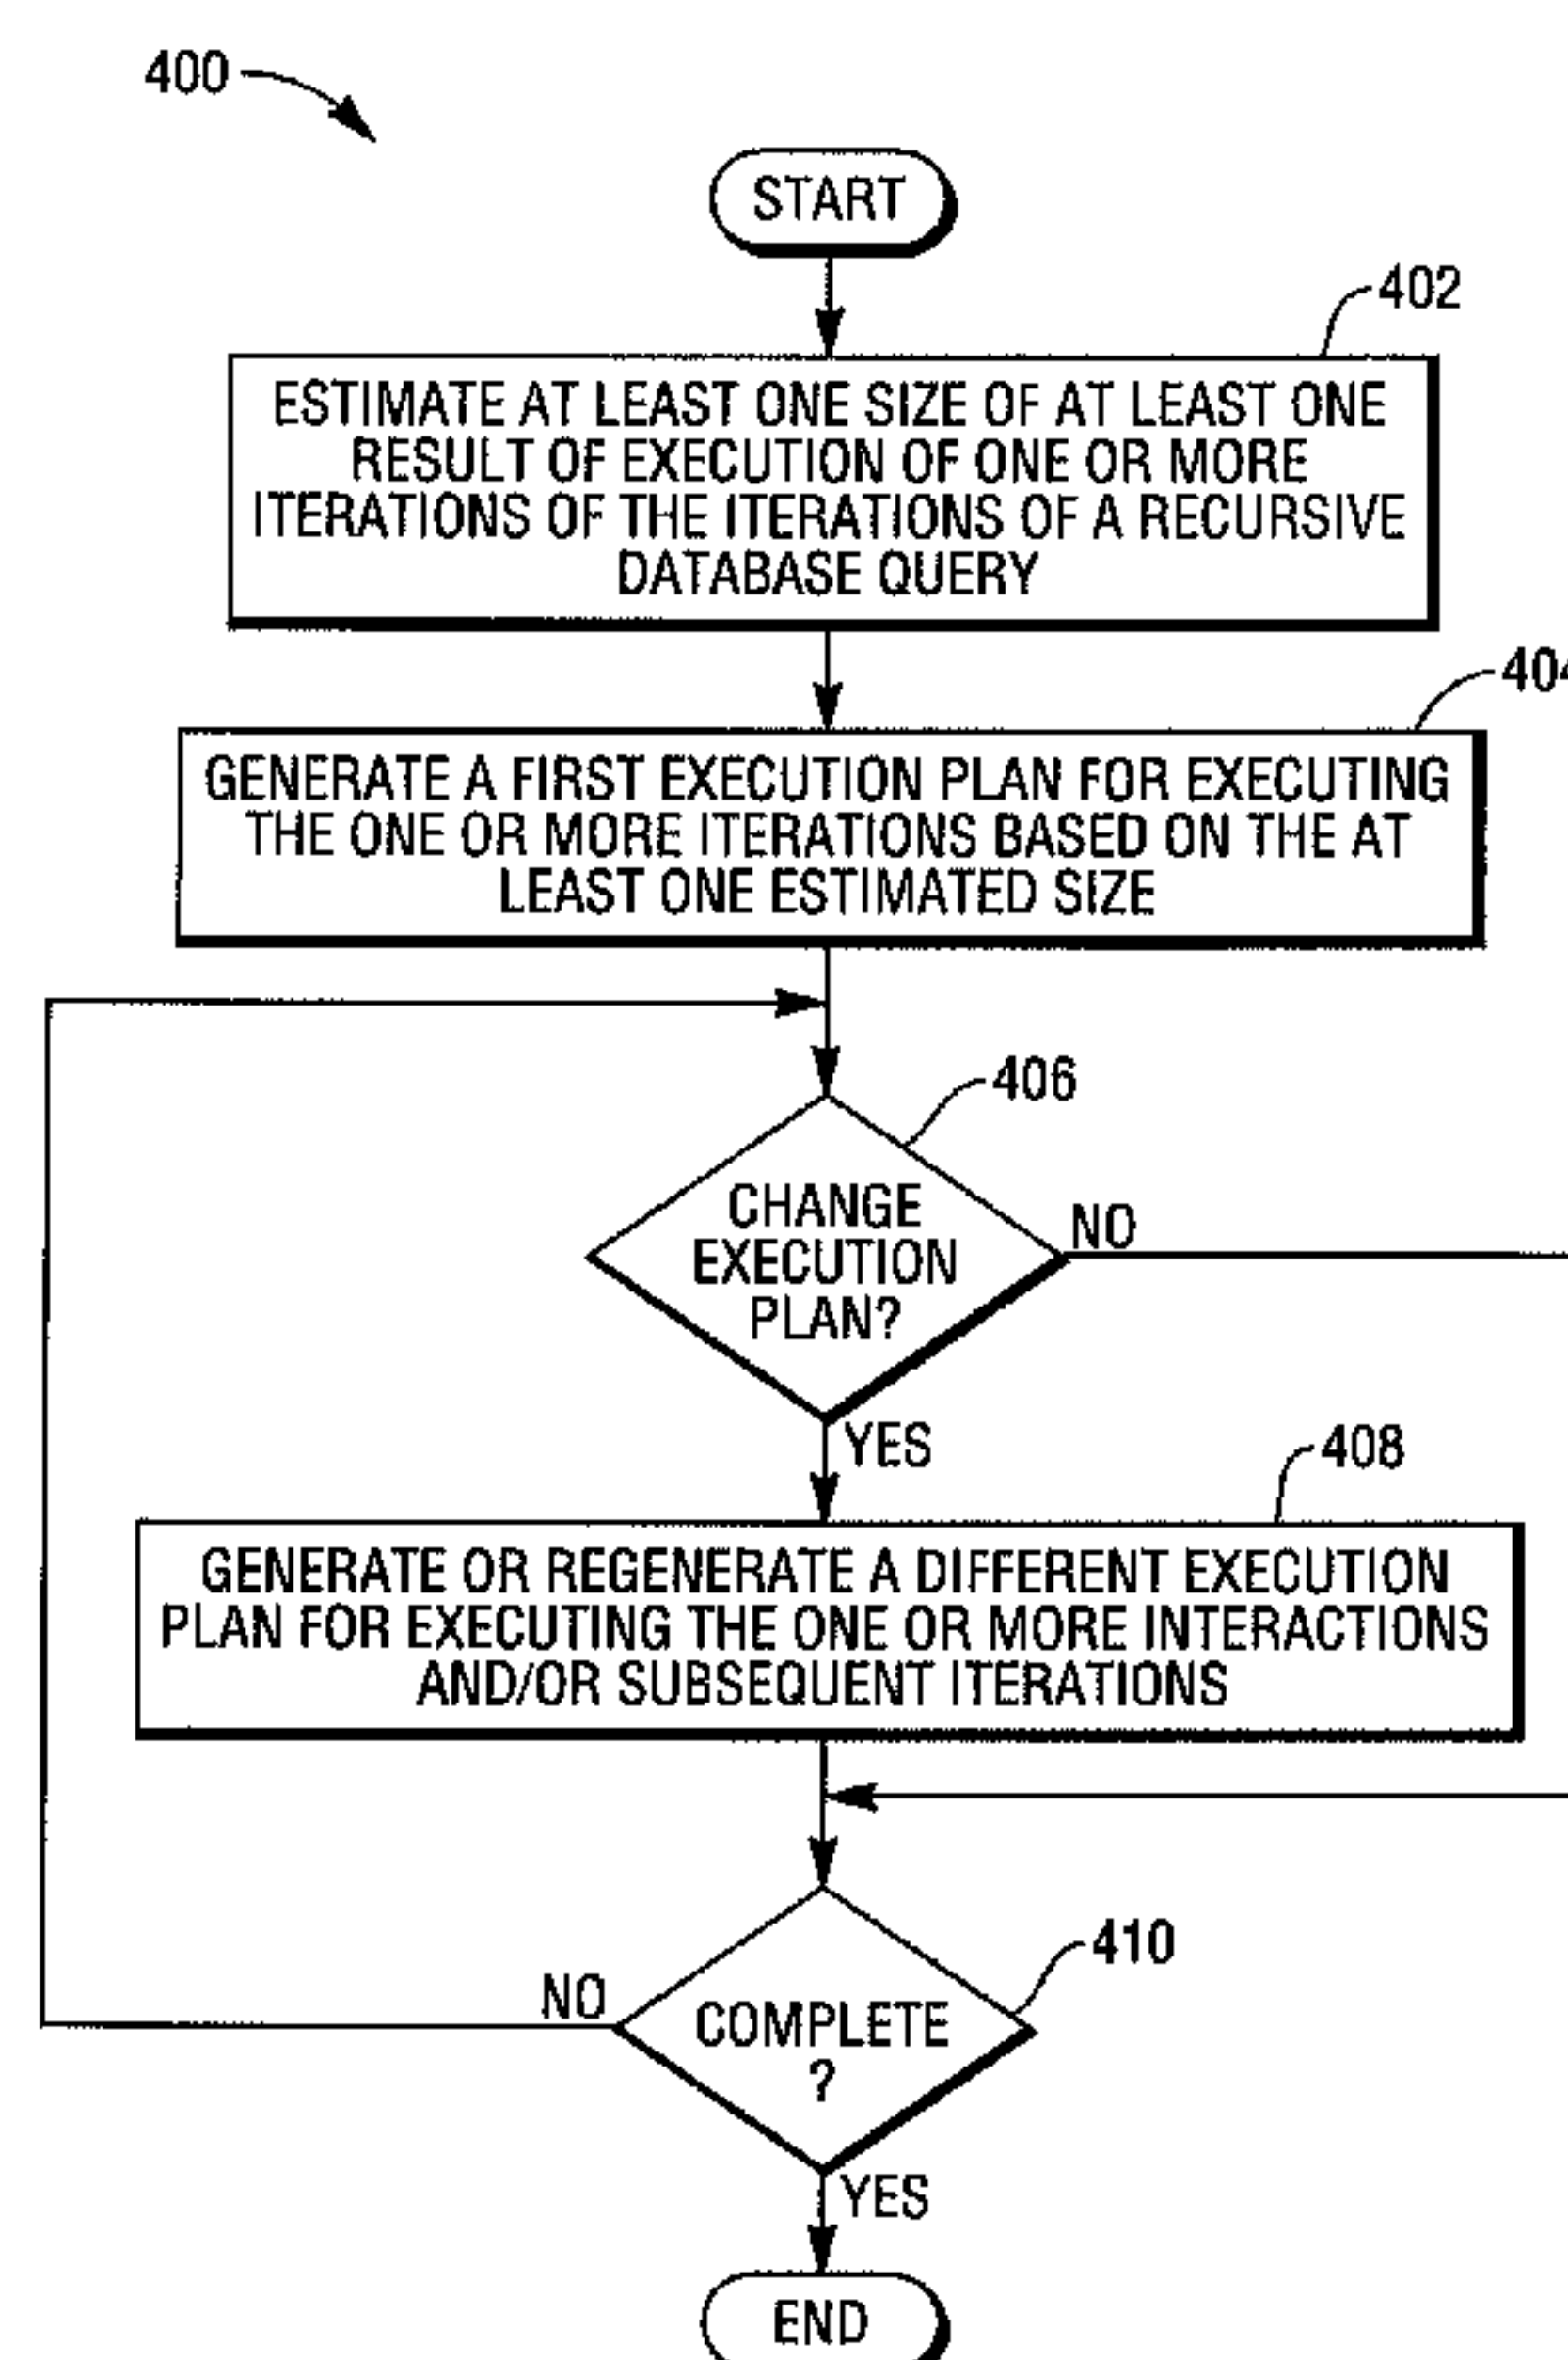 400
START
402
ESTIMATE AT LEAST ONE SIZE OF AT LEAST ONE
RESULT OF EXECUTION OF ONE OR MORE
ITERATIONS OF THE ITERATIONS OF A RECURSIVE
DATABASE QUERY
404
GENERATE A FIRST EXECUTION PLAN FOR EXECUTING
THE ONE OR MORE ITERATIONS BASED ON THE AT
LEAST ONE ESTIMATED SIZE
406
CHANGE
EXECUTION
PLAN?
NO
YES
408
GENERATE OR REGENERATE A DIFFERENT EXECUTION
PLAN FOR EXECUTING THE ONE OR MORE INTERACTIONS
AND/OR SUBSEQUENT ITERATIONS
410
NO
COMPLETE
?
YES
END